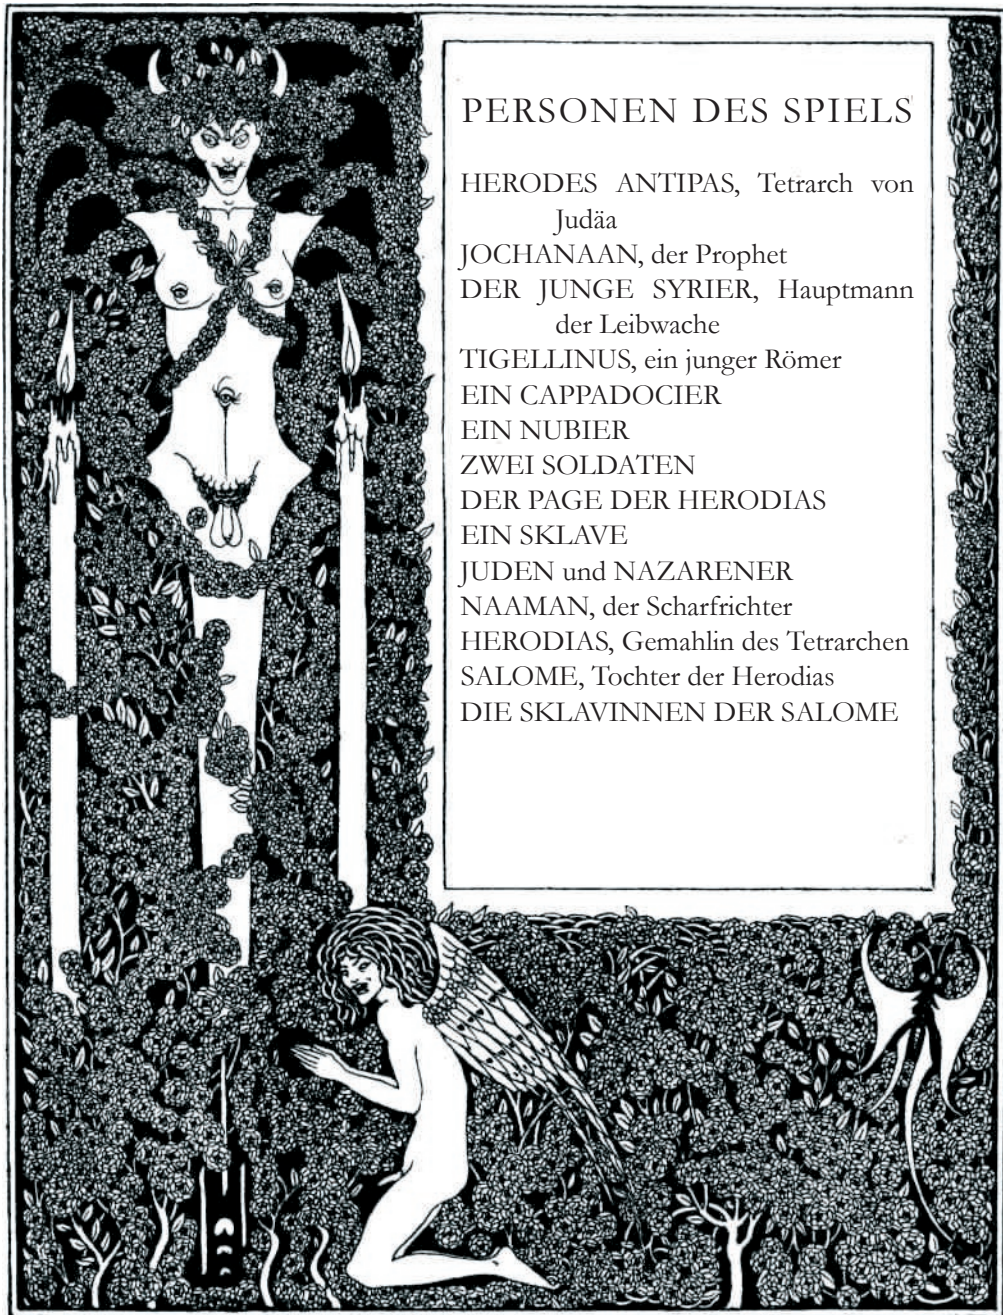 PERSONEN DES SPIELS
HERODES ANTIPAS, Tetrarch von
Judäa
JOCHANAAN, der Prophet
DER JUNGE SYRIER, Hauptmann
der Leibwache
TIGELLINUS, ein junger Römer
EIN CAPPADOCIER
EIN NUBIER
ZWEI SOLDATEN
DER PAGE DER HERODIAS
EIN SKLAVE
JUDEN und NAZARENER
NAAMAN, der Scharfrichter
HERODIAS, Gemahlin des Tetrarchen
SALOME, Tochter der Herodias
DIE SKLAVINNEN DER SALOME